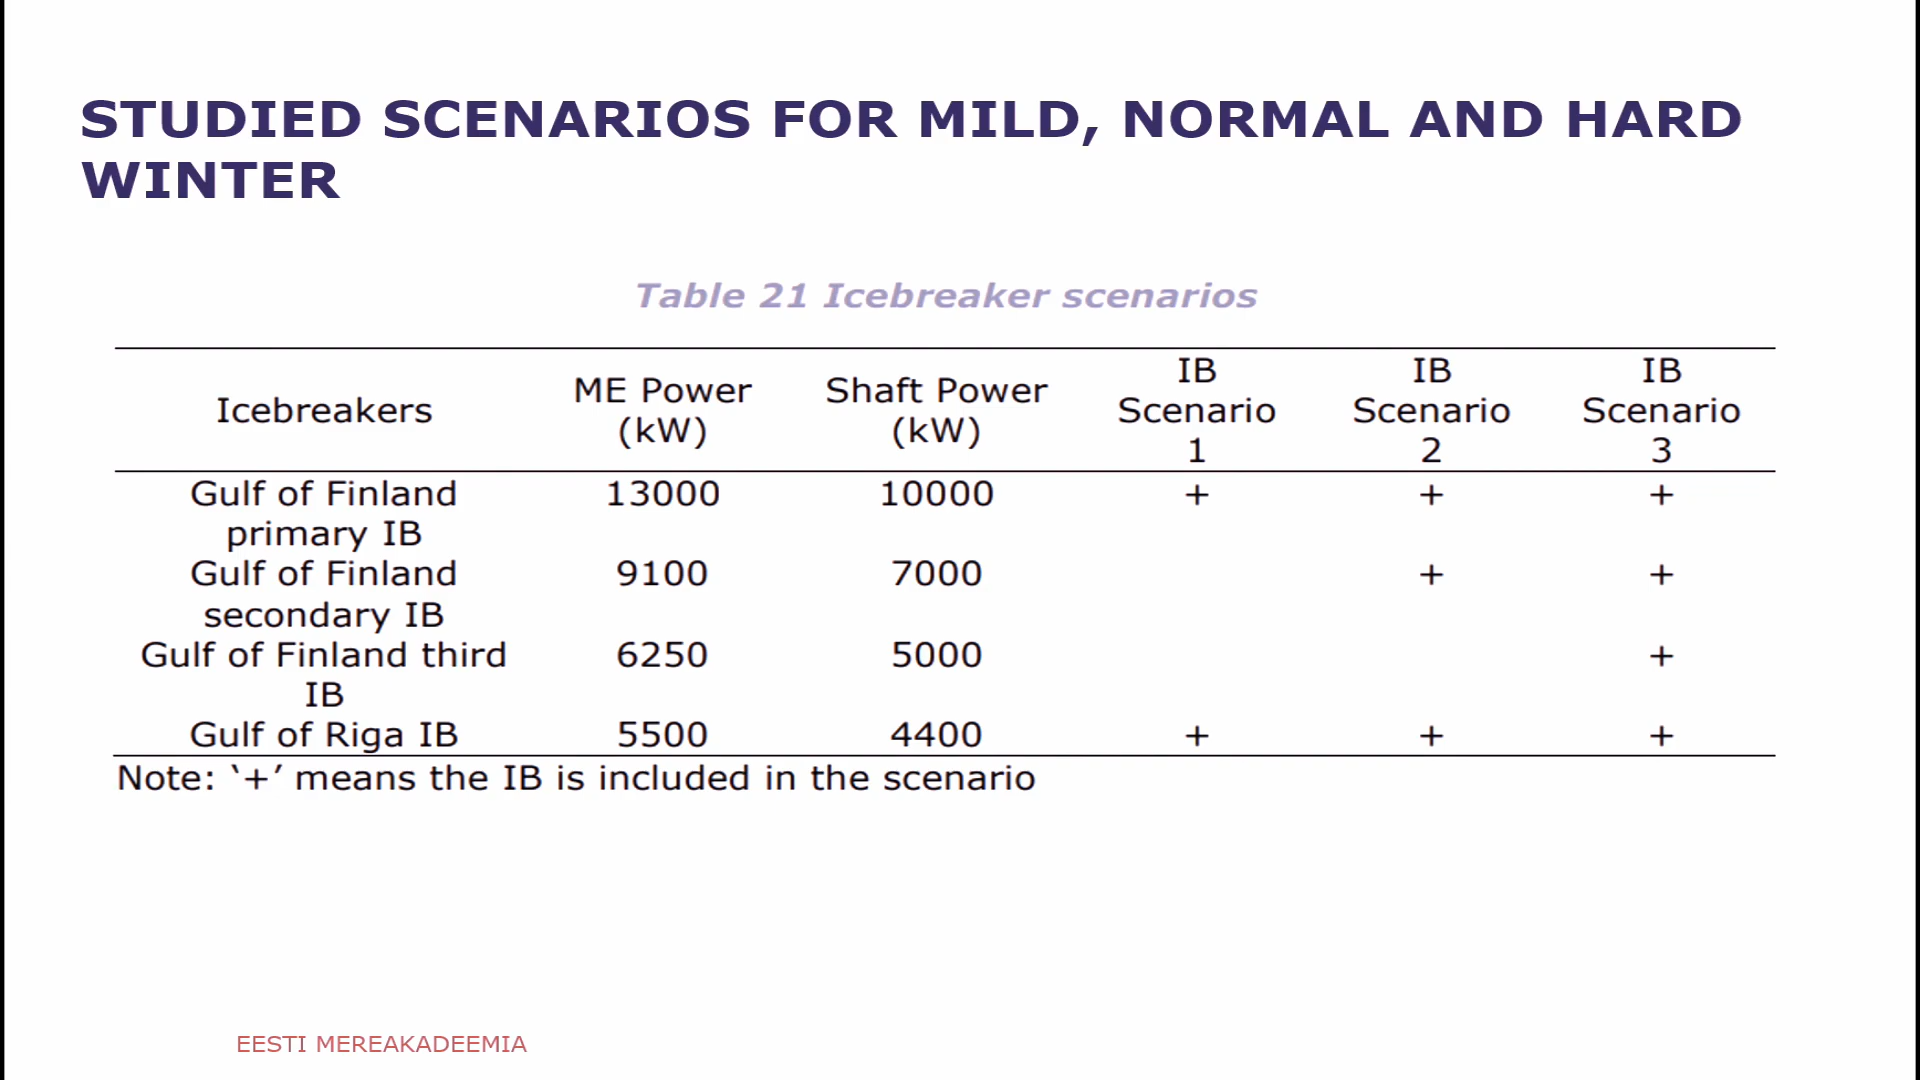 STUDIED SCENARIOS FOR MILD, NORMAL AND HARD
WINTER
Table 21 Icebreaker scenarios
Icebreakers ME Power (kW) Shaft Power (kW) IB Scenario 1 IB Scenario 2 IB Scenario 3
Gulf of Finland primary IB 13000 10000 + + +
Gulf of Finland secondary IB 9100 7000 + +
Gulf of Finland third IB 6250 5000 +
Gulf of Riga IB 5500 4400 + + +
Note: ‘+’ means the IB is included in the scenario
EESTI MEREAKADEEMIA